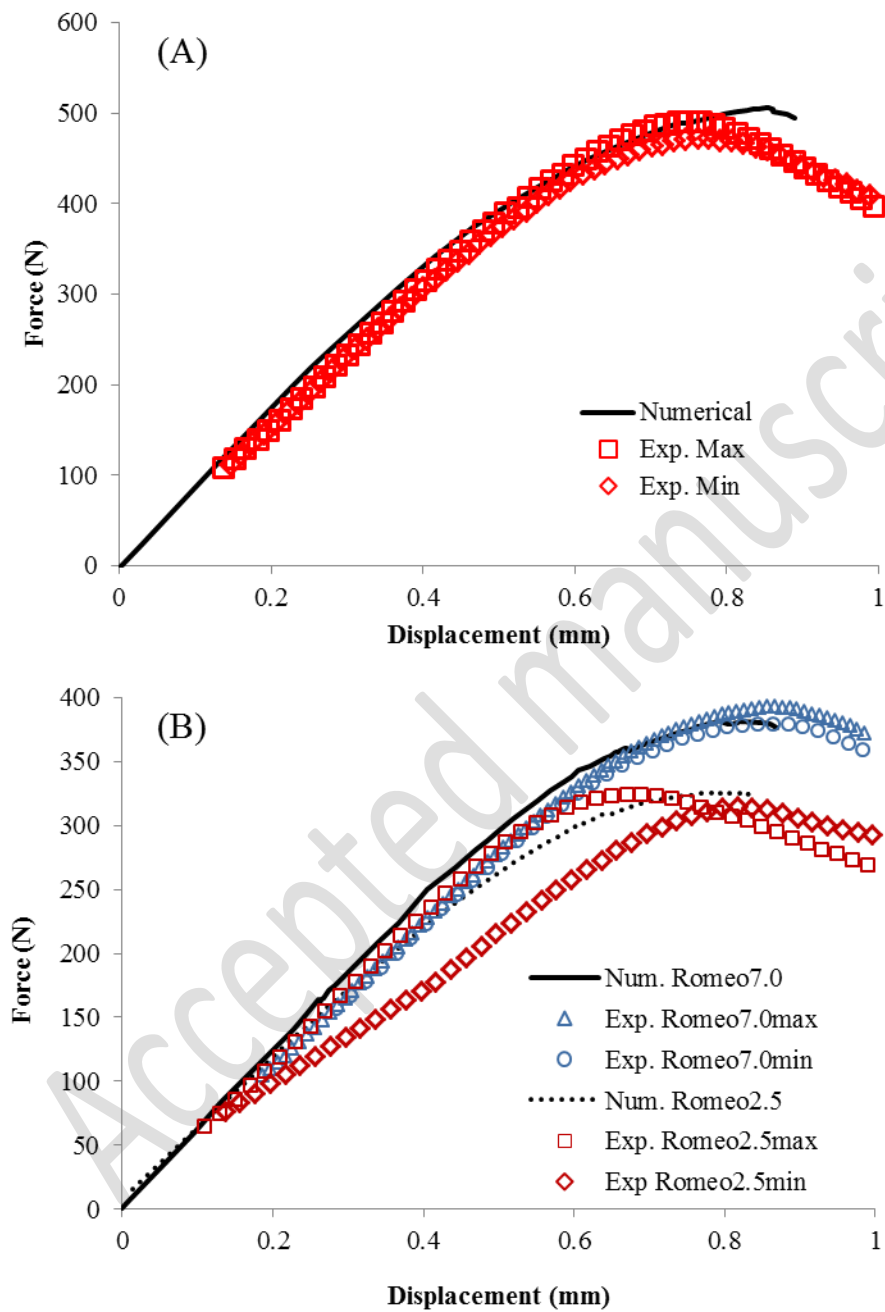 600
(A)
500
400
300
200
100
0
Force (N)
Numerical
Exp. Max
Exp. Min
0
0.2
0.4
0.6
0.8
1
Displacement (mm)
400
(B)
350
300
250
200
150
100
50
0
Force (N)
Num. Romeo7.0
Exp. Romeo7.0max
Exp. Romeo7.0min
Num. Romeo2.5
Exp. Romeo2.5max
Exp Romeo2.5min
0
0.2
0.4
0.6
0.8
1
Displacement (mm)
Accepted manuscri